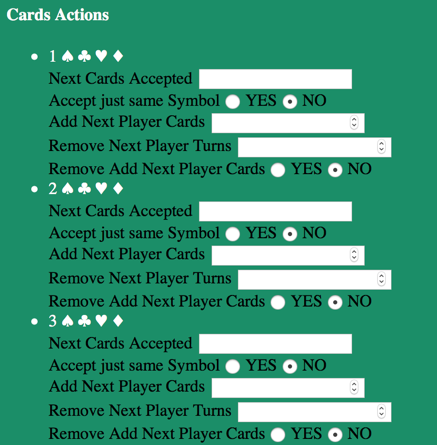 Cards Actions
1 ♠ ♣ ♥ ♦
Next Cards Accepted
Accept just same Symbol YES NO
Add Next Player Cards
Remove Next Player Turns
Remove Add Next Player Cards YES NO
2 ♠ ♣ ♥ ♦
Next Cards Accepted
Accept just same Symbol YES NO
Add Next Player Cards
Remove Next Player Turns
Remove Add Next Player Cards YES NO
3 ♠ ♣ ♥ ♦
Next Cards Accepted
Accept just same Symbol YES NO
Add Next Player Cards
Remove Next Player Turns
Remove Add Next Player Cards YES NO